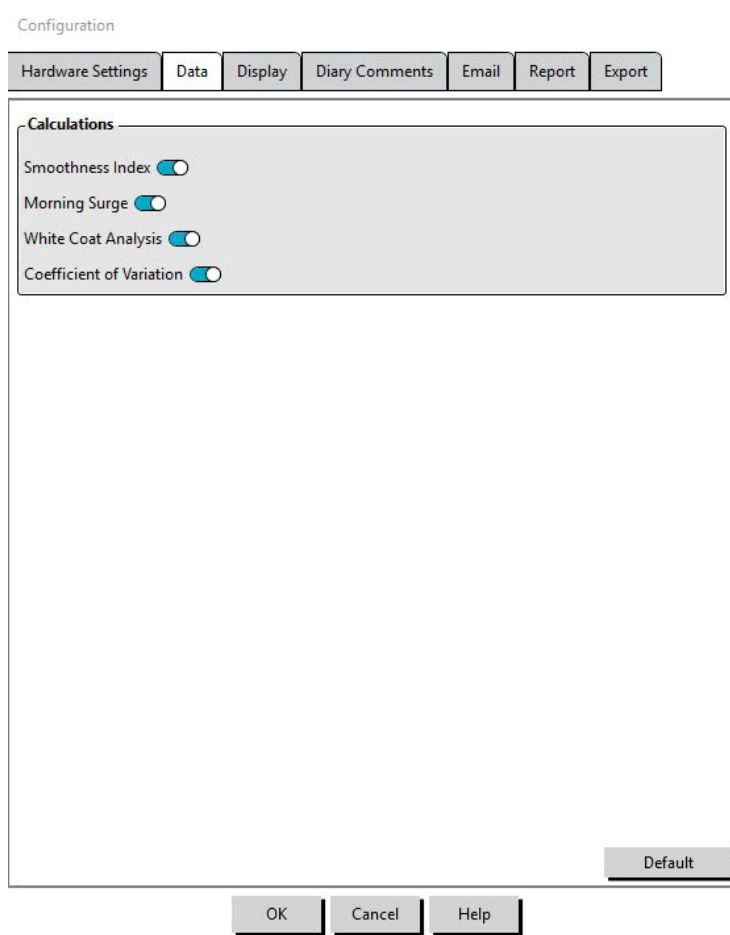 Configuration
Hardware Settings Data Display Diary Comments Email Report Export
Calculations
Smoothness Index
Morning Surge
White Coat Analysis
Coefficient of Variation
Default
OK Cancel Help